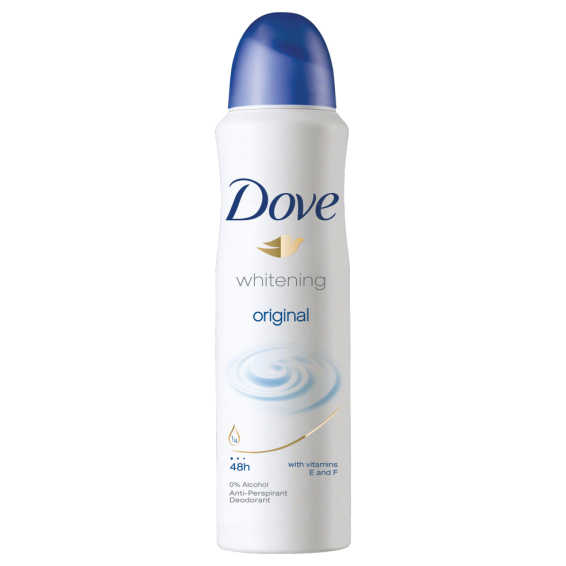 Dove
whitening
original
1/4
48h
with vitamins
E and F
0% Alcohol
Anti-Perspirant
Deodorant